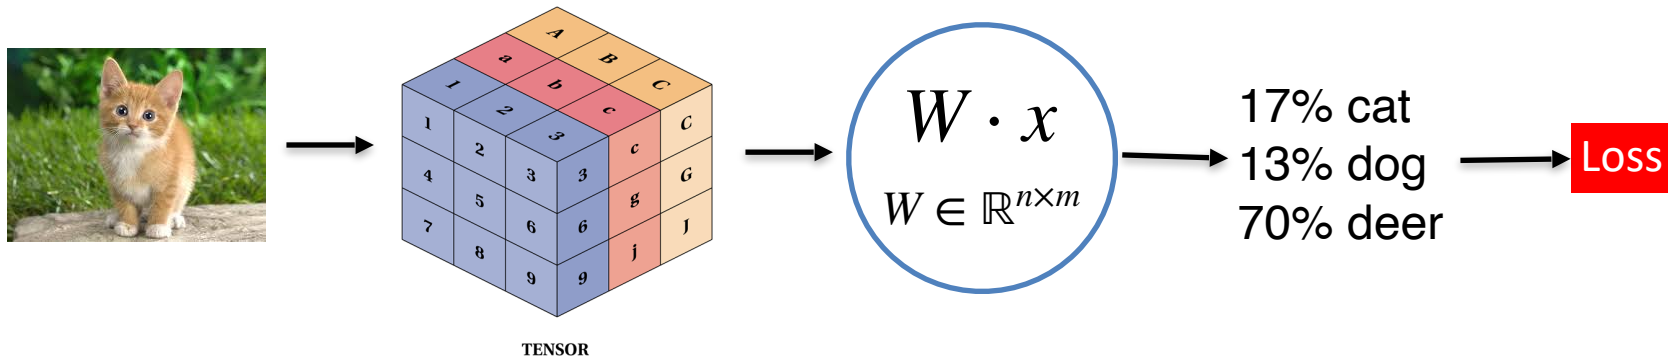 A
B
C
a
b
c
1
2
3
1
2
3
4
5
6
7
8
9
3
6
9
c
g
j
C
G
J
TENSOR
W · x
W ∈ ℝⁿˣᵐ
17% cat
13% dog
70% deer
Loss